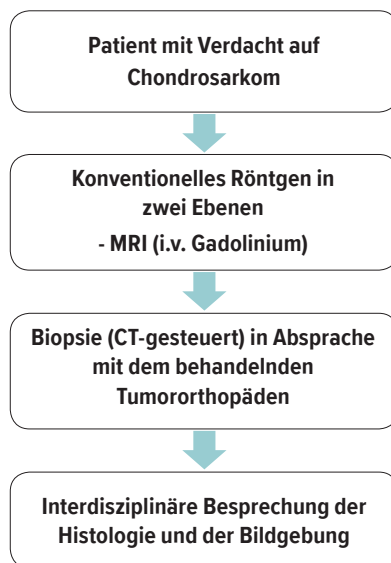 Patient mit Verdacht auf
Chondrosarkom
Konventionelles Röntgen in
zwei Ebenen
- MRI (i.v. Gadolinium)
Biopsie (CT-gesteuert) in Absprache
mit dem behandelnden
Tumororthopäden
Interdisziplinäre Besprechung der
Histologie und der Bildgebung